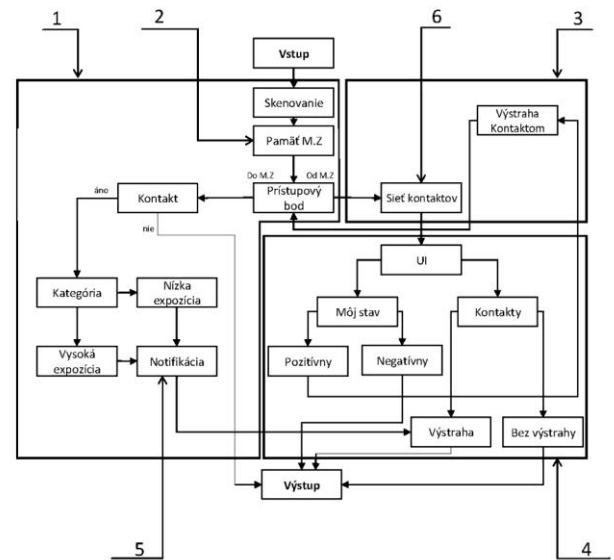 1
2
6
3
Vstup
Skenovanie
Výstraha
Kontaktom
Pamäť M.Z
Do M.Z
Od M.Z
áno
Kontakt
Prístupový
bod
Sieť kontaktov
nie
UI
Kategória
Nízka
expozícia
Môj stav
Kontakty
Vysoká
expozícia
Notifikácia
Pozitívny
Negatívny
Výstraha
Bez výstrahy
Výstup
5
4